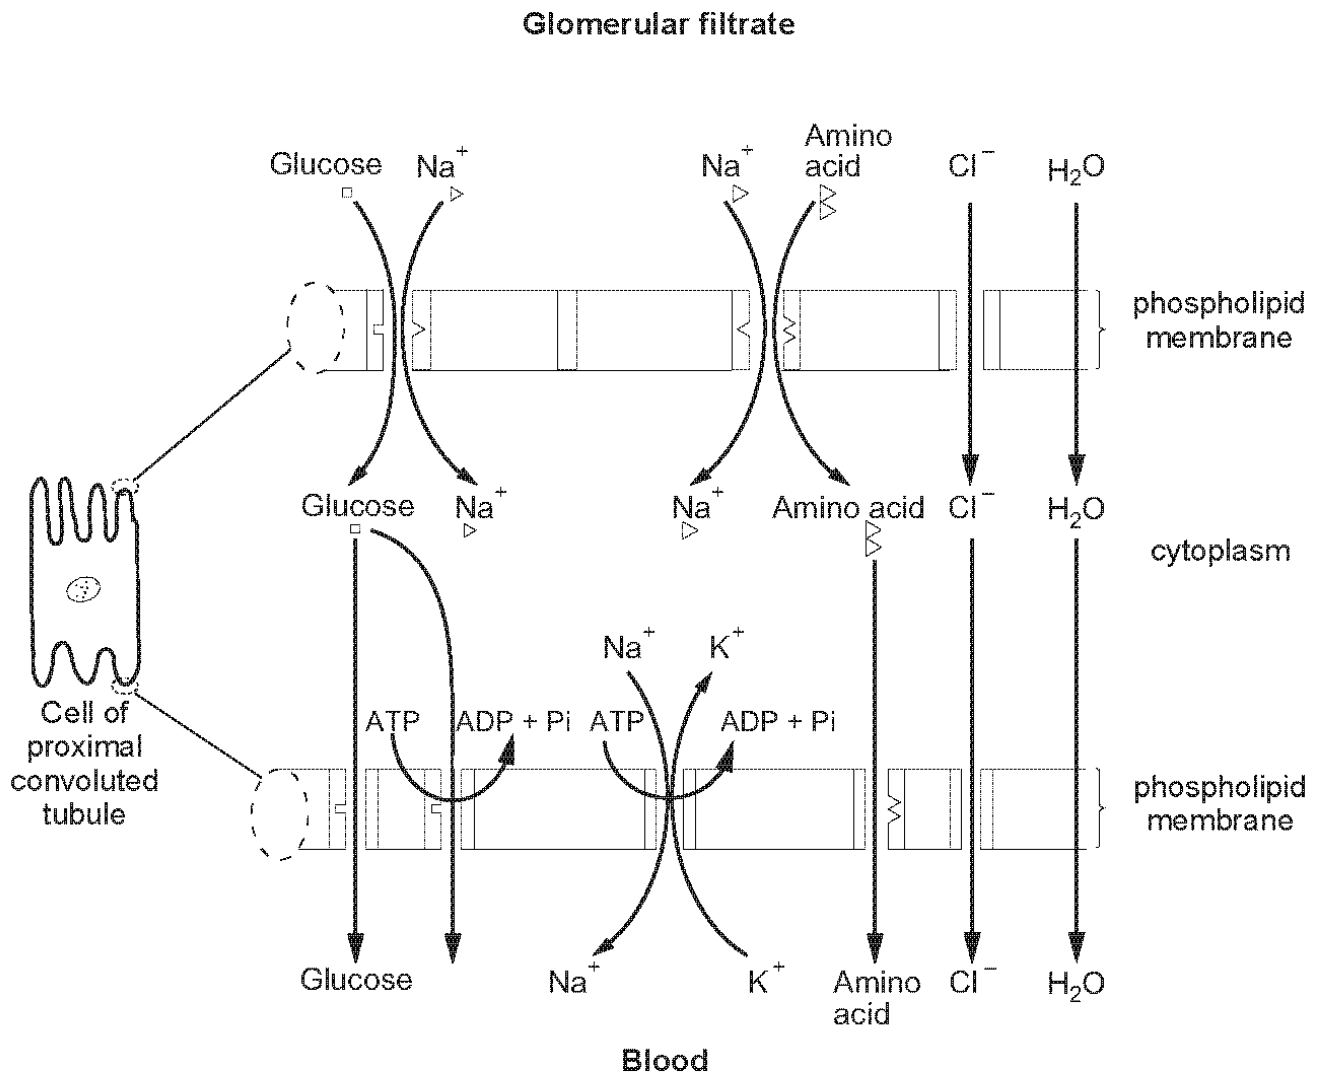 Glomerular filtrate
Glucose Na+ Na+ Amino acid Cl− H2O
phospholipid
membrane
Glucose Na+ Na+ Amino acid Cl− H2O
cytoplasm
Na+ K+
Cell of
proximal
convoluted
tubule
ATP ADP + Pi ATP ADP + Pi
phospholipid
membrane
Glucose Na+ K+ Amino acid Cl− H2O
Blood